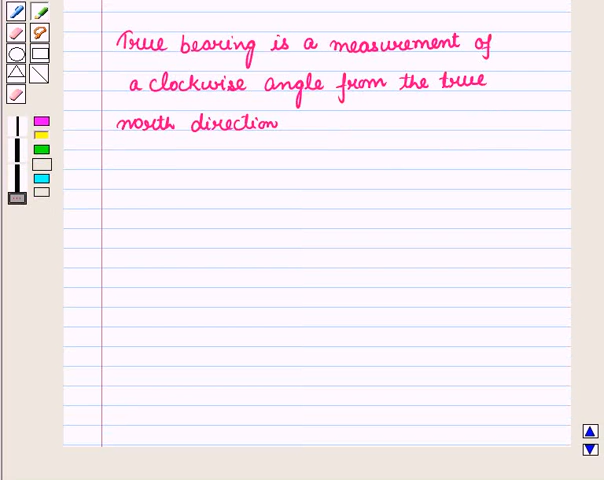 True bearing is a measurement of
a clockwise angle from the true
north direction